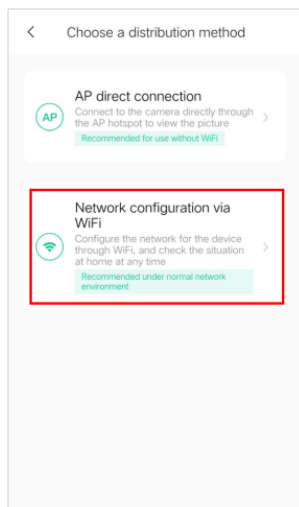 Choose a distribution method
AP direct connection
AP
Connect to the camera directly through
the AP hotspot to view the picture
Recommended for use without WiFi
Network configuration via
WiFi
Configure the network for the device
through WiFi, and check the situation
at home at any time
Recommended under normal network
environment